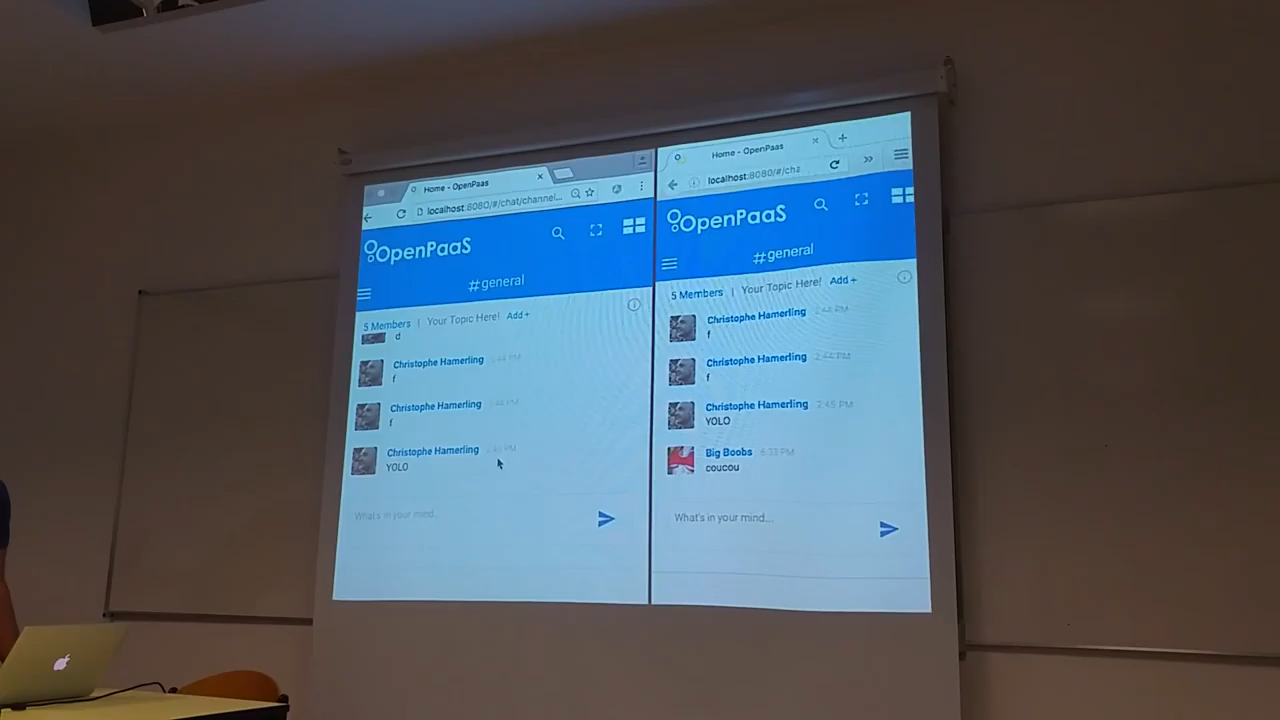 Home - OpenPaas
localhost:8080/#/chat/channel...
OpenPaaS
#general
5 Members | Your Topic Here! Add +
d
Christophe Hamerling
f
Christophe Hamerling
f
Christophe Hamerling
YOLO
What's in your mind...
Home - OpenPaas
localhost:8080/#/cha
OpenPaaS
#general
5 Members | Your Topic Here! Add +
Christophe Hamerling 2:44 PM
f
Christophe Hamerling 2:44 PM
f
Christophe Hamerling 2:45 PM
YOLO
Big Boobs 6:33 PM
coucou
What's in your mind...